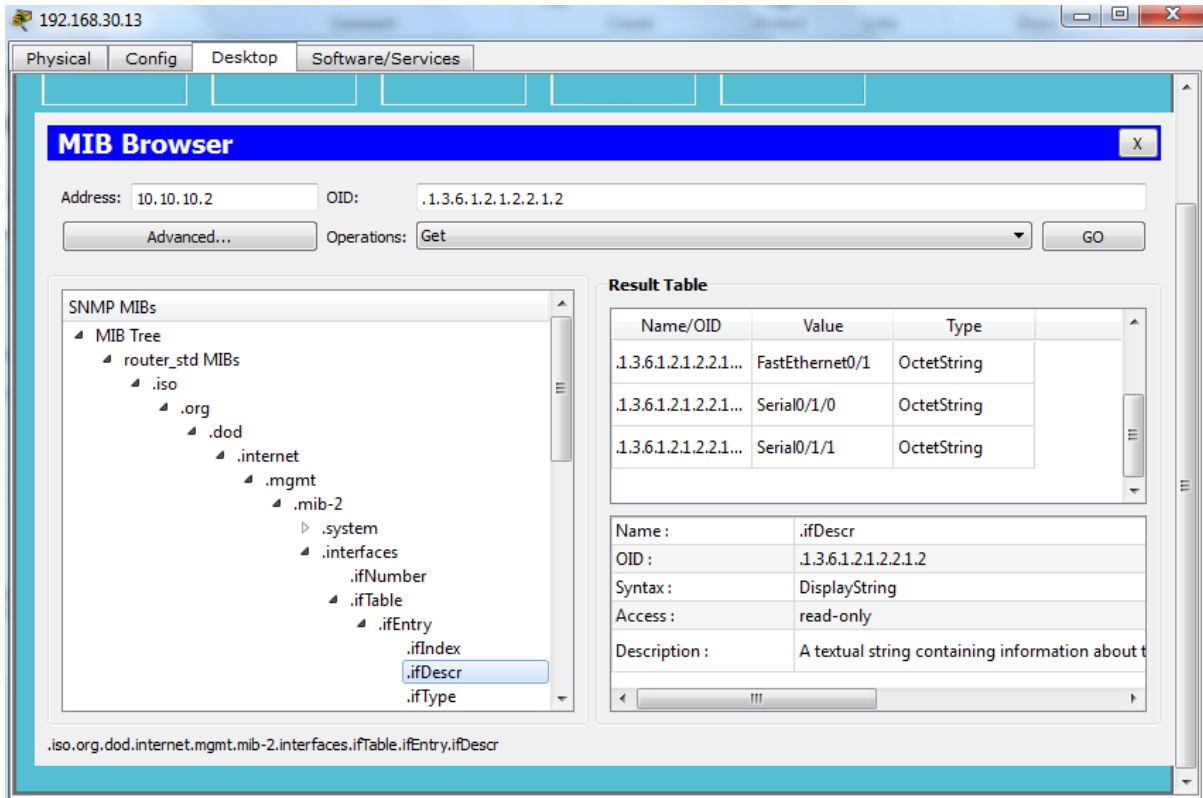 192.168.30.13
Physical Config Desktop Software/Services
MIB Browser X
Address: 10.10.10.2 OID: .1.3.6.1.2.1.2.2.1.2
Advanced... Operations: Get GO
SNMP MIBs
MIB Tree
router_std MIBs
.iso
.org
.dod
.internet
.mgmt
.mib-2
.system
.interfaces
.ifNumber
.ifTable
.ifEntry
.ifIndex
.ifDescr
.ifType
Result Table
Name/OID Value Type
.1.3.6.1.2.1.2.2.1... FastEthernet0/1 OctetString
.1.3.6.1.2.1.2.2.1... Serial0/1/0 OctetString
.1.3.6.1.2.1.2.2.1... Serial0/1/1 OctetString
Name : .ifDescr
OID : .1.3.6.1.2.1.2.2.1.2
Syntax : DisplayString
Access : read-only
Description : A textual string containing information about t
.iso.org.dod.internet.mgmt.mib-2.interfaces.ifTable.ifEntry.ifDescr